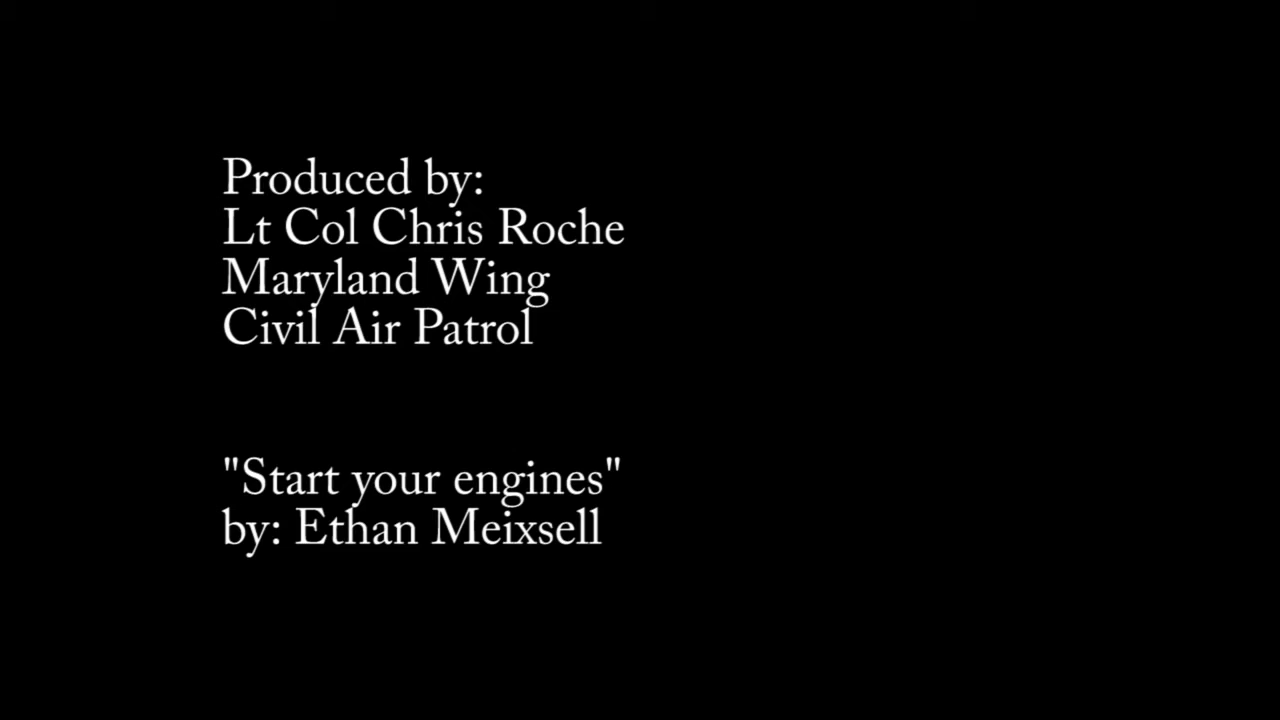 Produced by:
Lt Col Chris Roche
Maryland Wing
Civil Air Patrol
"Start your engines"
by: Ethan Meixsell